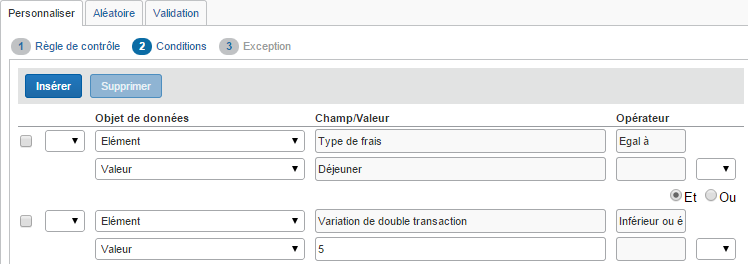 Personnaliser Aléatoire Validation
1 Règle de contrôle 2 Conditions 3 Exception
Insérer Supprimer
Objet de données Champ/Valeur Opérateur
Elément Type de frais Egal à
Valeur Déjeuner
Et Ou
Elément Variation de double transaction Inférieur ou é
Valeur 5